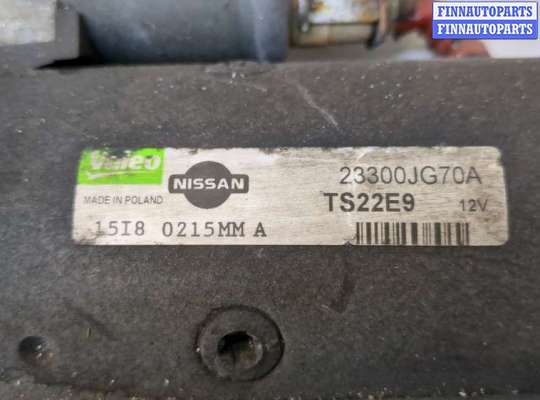 FINNAUTOPARTS
FINNAUTOPARTS
Valeo
NISSAN
23300JG70A
MADE IN POLAND
TS22E9 12V
15I8 0215MM A